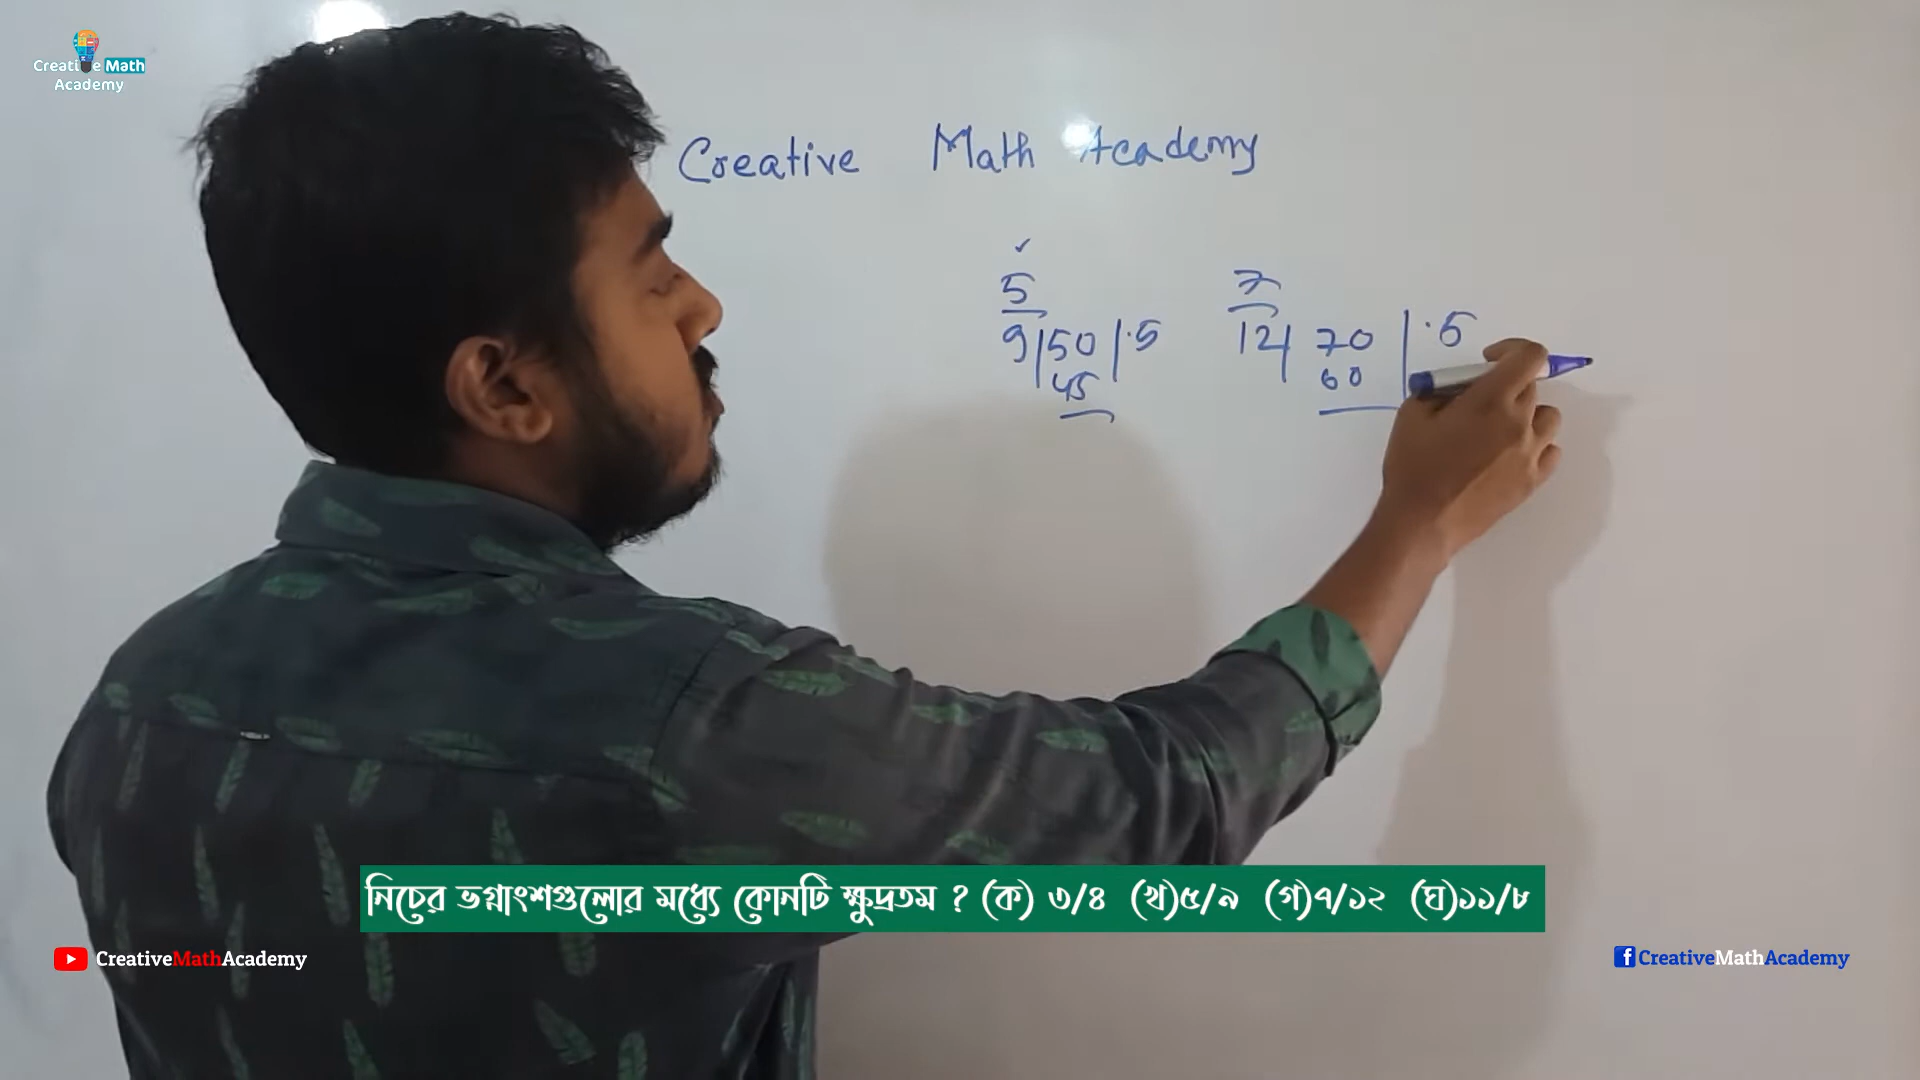 Creative Math
Academy
Creative Math Academy
5 7
9 50 .5 12 70 .5
45 60
নিচের ভগ্নাংশগুলোর মধ্যে কোনটি ক্ষুদ্রতম ? (ক) ৩/৪ (খ)৫/৯ (গ)৭/১২ (ঘ)১১/৮
CreativeMathAcademy
CreativeMathAcademy